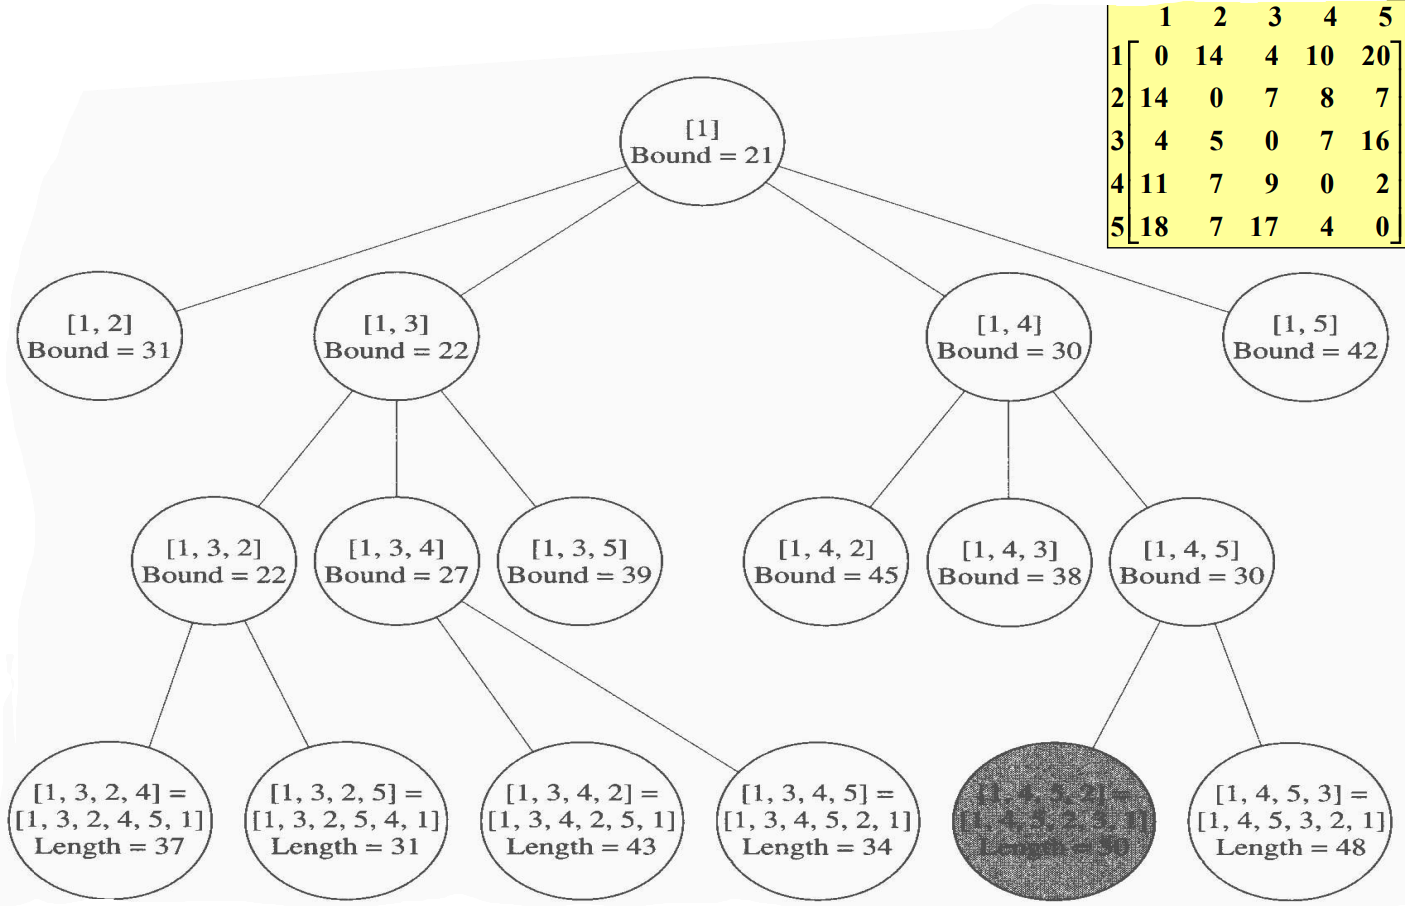 1 2 3 4 5
1 0 14 4 10 20
2 14 0 7 8 7
3 4 5 0 7 16
4 11 7 9 0 2
5 18 7 17 4 0
[1]
Bound = 21
[1, 2]
Bound = 31
[1, 3]
Bound = 22
[1, 4]
Bound = 30
[1, 5]
Bound = 42
[1, 3, 2]
Bound = 22
[1, 3, 4]
Bound = 27
[1, 3, 5]
Bound = 39
[1, 4, 2]
Bound = 45
[1, 4, 3]
Bound = 38
[1, 4, 5]
Bound = 30
[1, 3, 2, 4] =
[1, 3, 2, 4, 5, 1]
Length = 37
[1, 3, 2, 5] =
[1, 3, 2, 5, 4, 1]
Length = 31
[1, 3, 4, 2] =
[1, 3, 4, 2, 5, 1]
Length = 43
[1, 3, 4, 5] =
[1, 3, 4, 5, 2, 1]
Length = 34
[1, 4, 5, 2] =
[1, 4, 5, 2, 3, 1]
Length = 30
[1, 4, 5, 3] =
[1, 4, 5, 3, 2, 1]
Length = 48